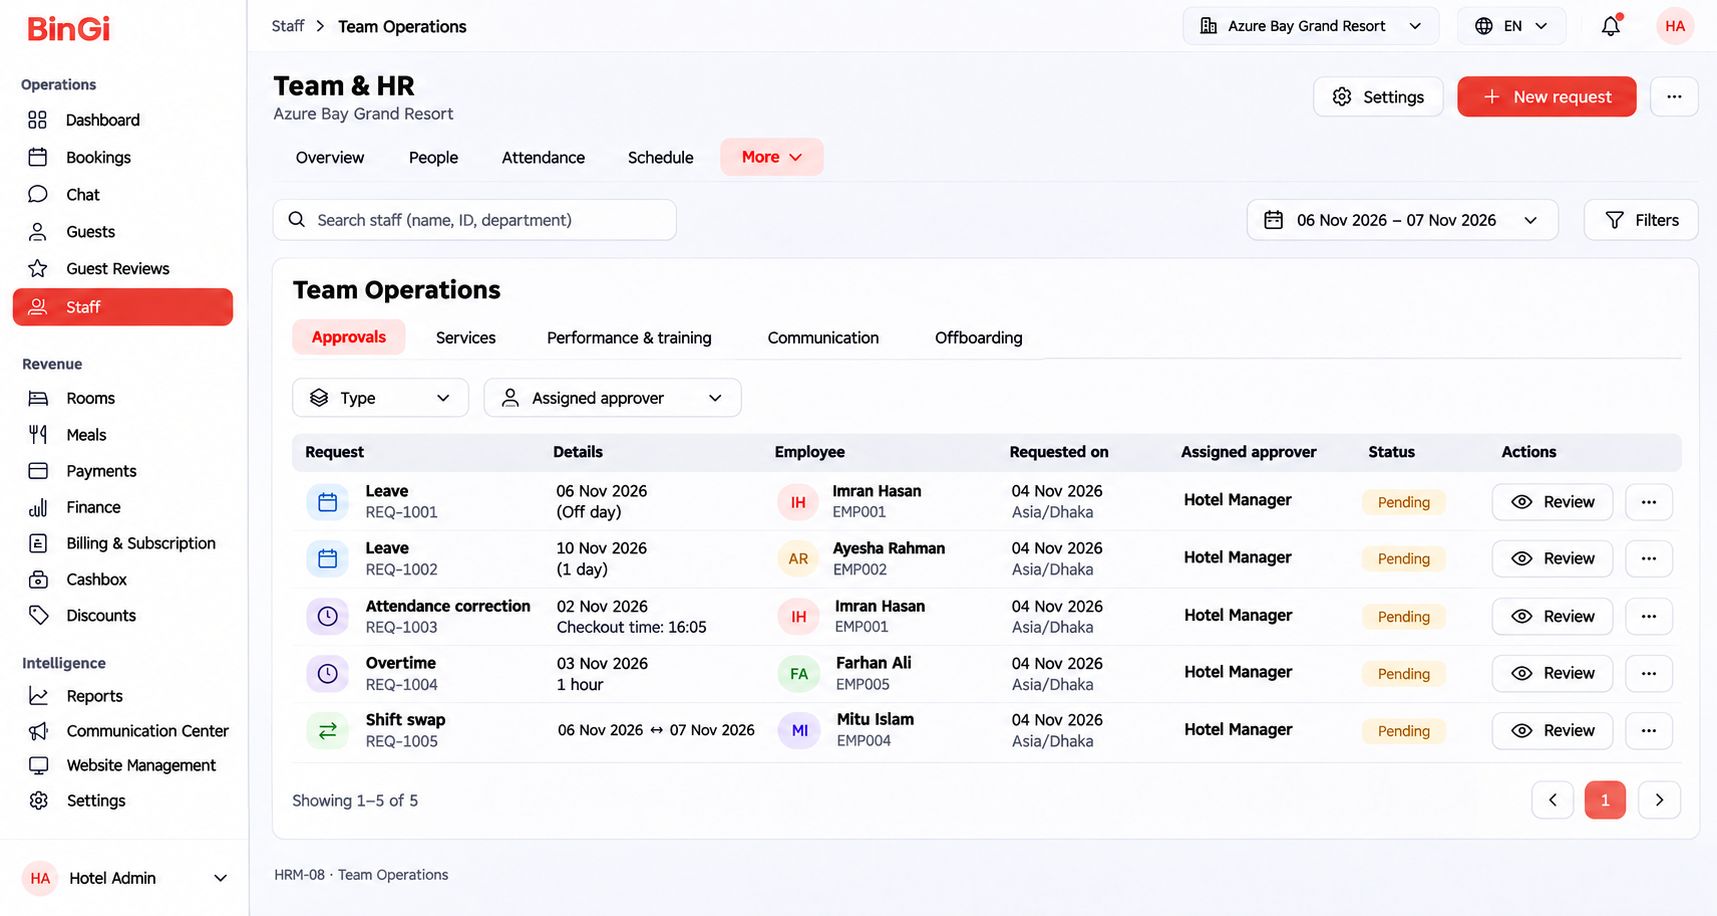 BinGi
Operations
Dashboard
Bookings
Chat
Guests
Guest Reviews
Staff
Revenue
Rooms
Meals
Payments
Finance
Billing & Subscription
Cashbox
Discounts
Intelligence
Reports
Communication Center
Website Management
Settings
HA Hotel Admin
Staff > Team Operations
Azure Bay Grand Resort
EN
HA
Team & HR
Azure Bay Grand Resort
Settings
+ New request
...
Overview People Attendance Schedule More
Search staff (name, ID, department)
06 Nov 2026 – 07 Nov 2026
Filters
Team Operations
Approvals Services Performance & training Communication Offboarding
Type
Assigned approver
Request Details Employee Requested on Assigned approver Status Actions
Leave 06 Nov 2026 IH Imran Hasan 04 Nov 2026 Hotel Manager Pending Review ...
REQ-1001 (Off day) EMP001 Asia/Dhaka
Leave 10 Nov 2026 AR Ayesha Rahman 04 Nov 2026 Hotel Manager Pending Review ...
REQ-1002 (1 day) EMP002 Asia/Dhaka
Attendance correction 02 Nov 2026 IH Imran Hasan 04 Nov 2026 Hotel Manager Pending Review ...
REQ-1003 Checkout time: 16:05 EMP001 Asia/Dhaka
Overtime 03 Nov 2026 FA Farhan Ali 04 Nov 2026 Hotel Manager Pending Review ...
REQ-1004 1 hour EMP005 Asia/Dhaka
Shift swap 06 Nov 2026 ↔ 07 Nov 2026 MI Mitu Islam 04 Nov 2026 Hotel Manager Pending Review ...
REQ-1005 EMP004 Asia/Dhaka
Showing 1–5 of 5
< 1 >
HRM-08 · Team Operations